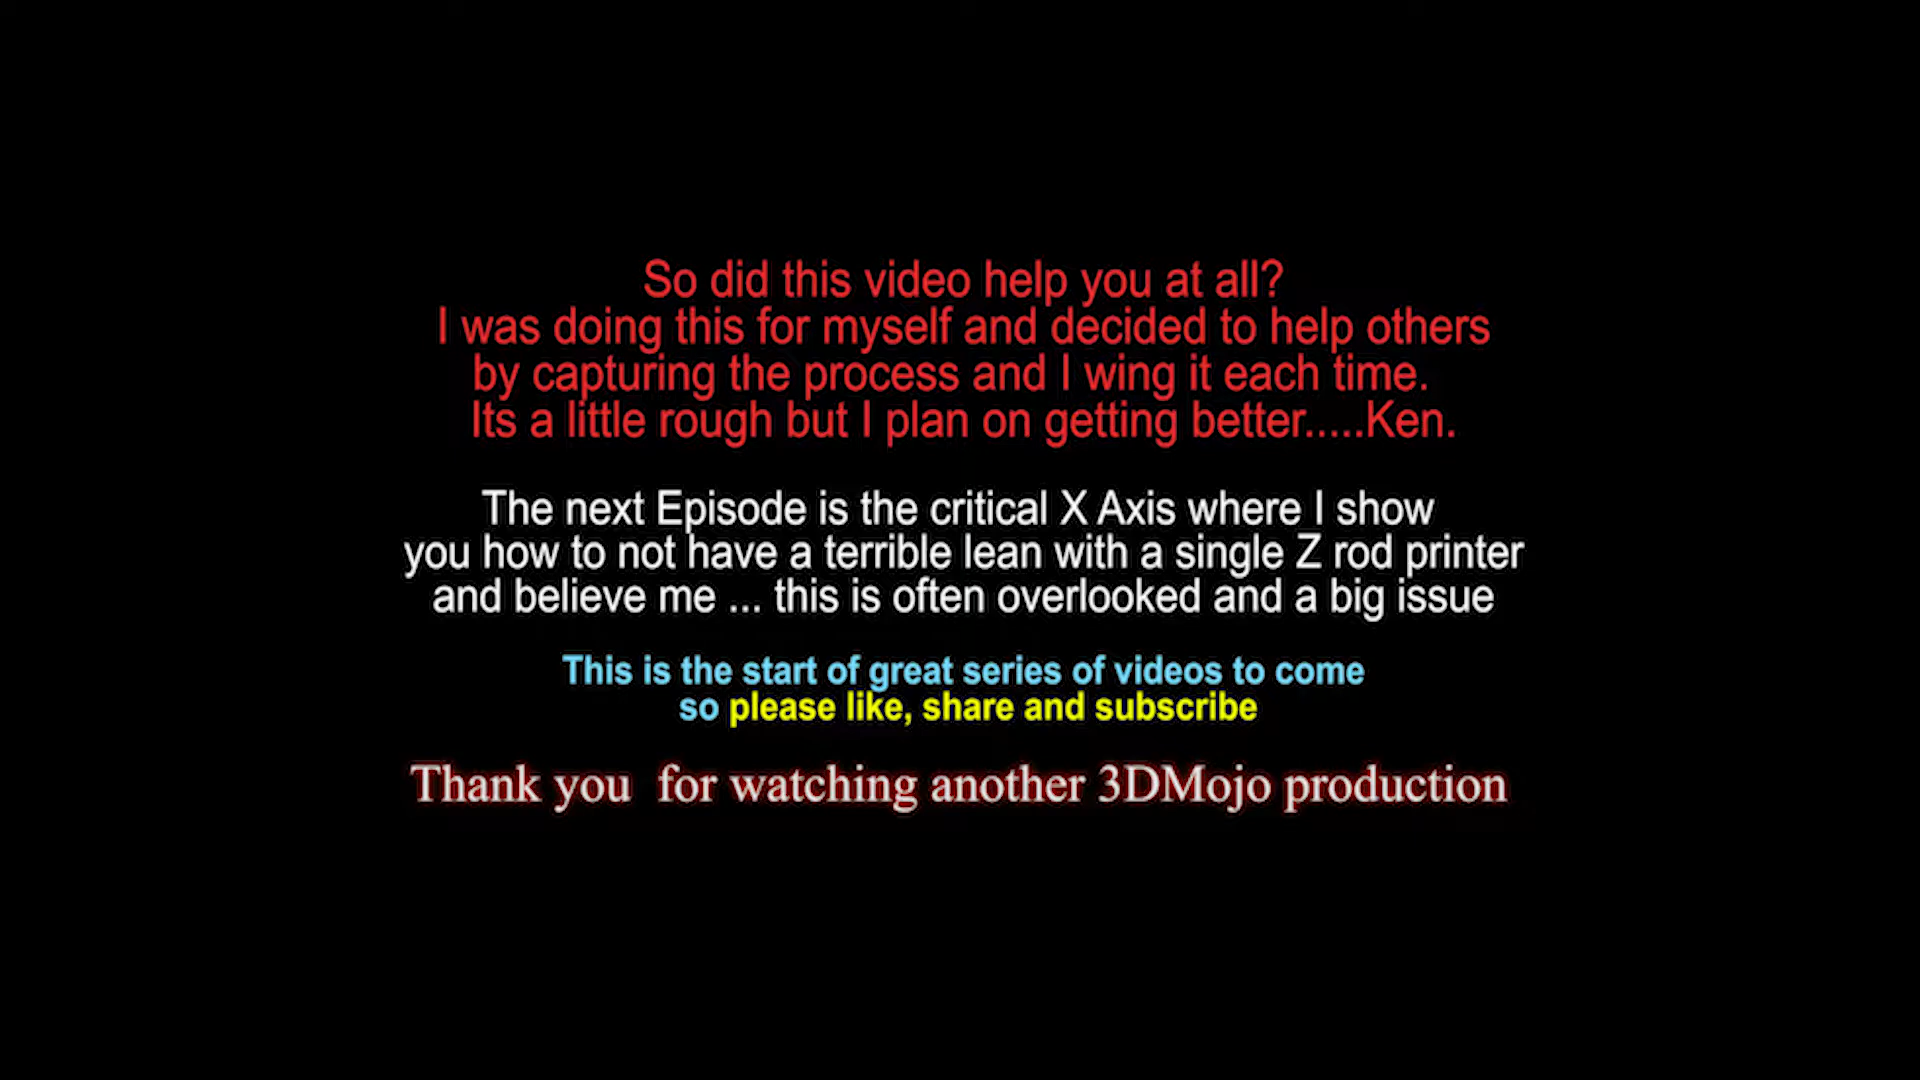 So did this video help you at all?
I was doing this for myself and decided to help others
by capturing the process and I wing it each time.
Its a little rough but I plan on getting better.....Ken.
The next Episode is the critical X Axis where I show
you how to not have a terrible lean with a single Z rod printer
and believe me ... this is often overlooked and a big issue
This is the start of great series of videos to come
so please like, share and subscribe
Thank you  for watching another 3DMojo production